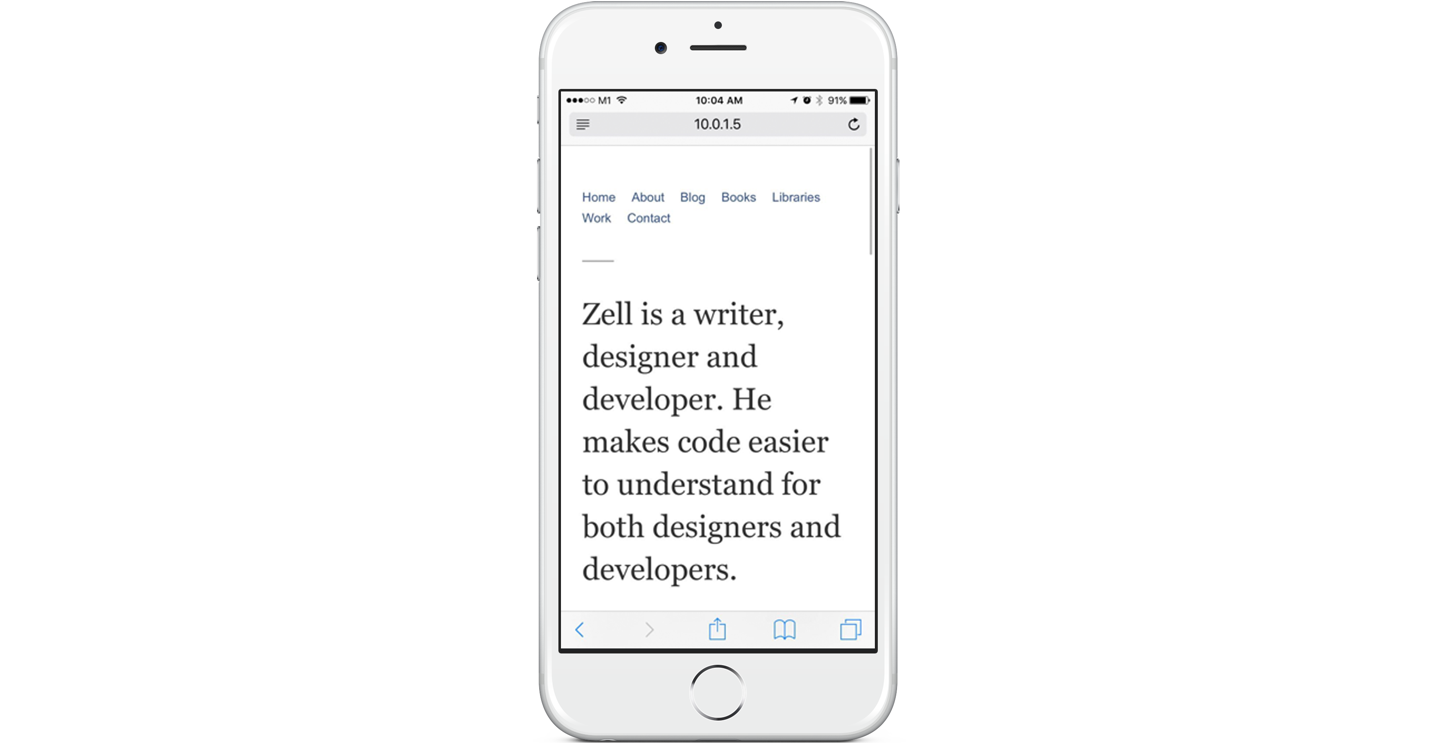 M1 10:04 AM 91%
10.0.1.5
Home About Blog Books Libraries
Work Contact
Zell is a writer,
designer and
developer. He
makes code easier
to understand for
both designers and
developers.